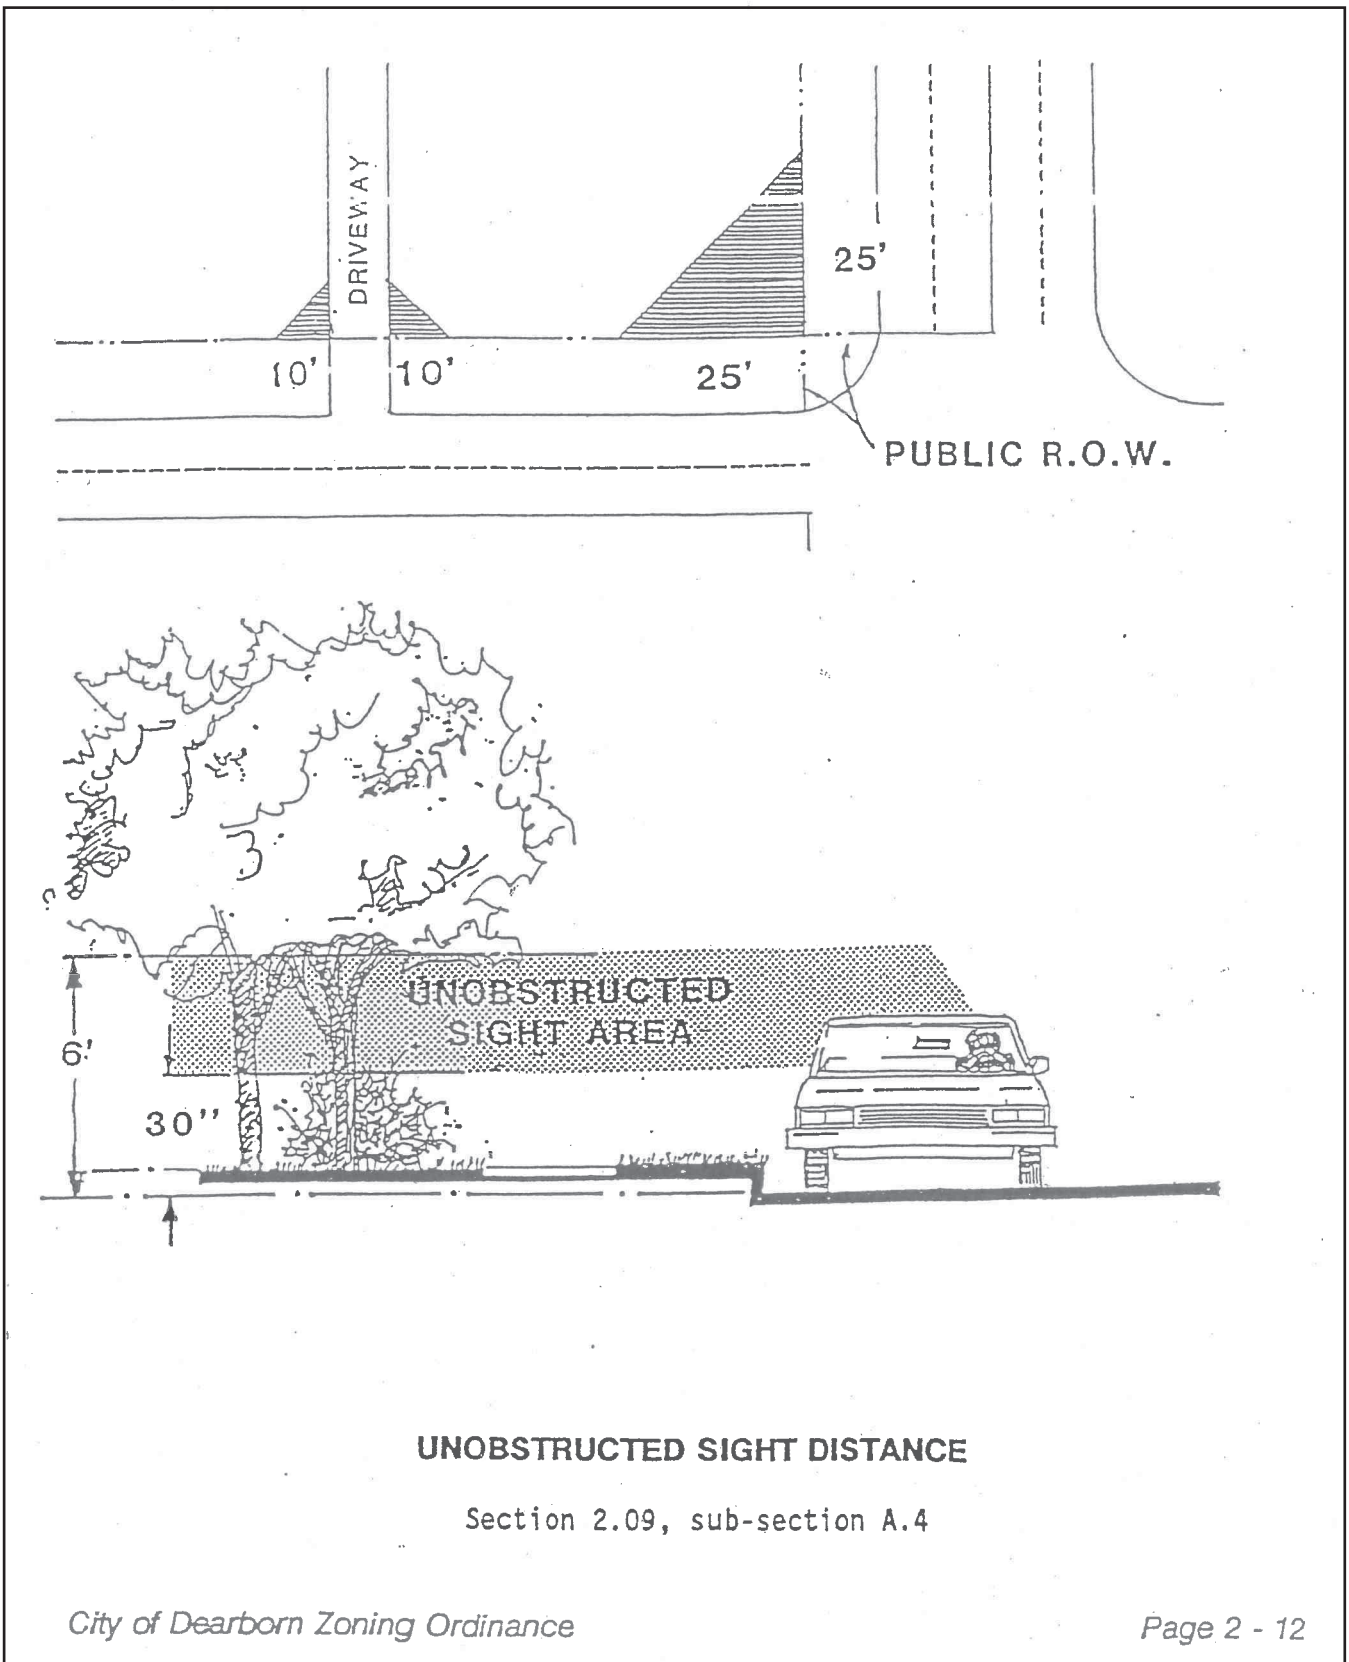 DRIVEWAY
25'
10' 10' 25'
PUBLIC R.O.W.
UNOBSTRUCTED
SIGHT AREA
6'
30"
UNOBSTRUCTED SIGHT DISTANCE
Section 2.09, sub-section A.4
City of Dearborn Zoning Ordinance Page 2 - 12